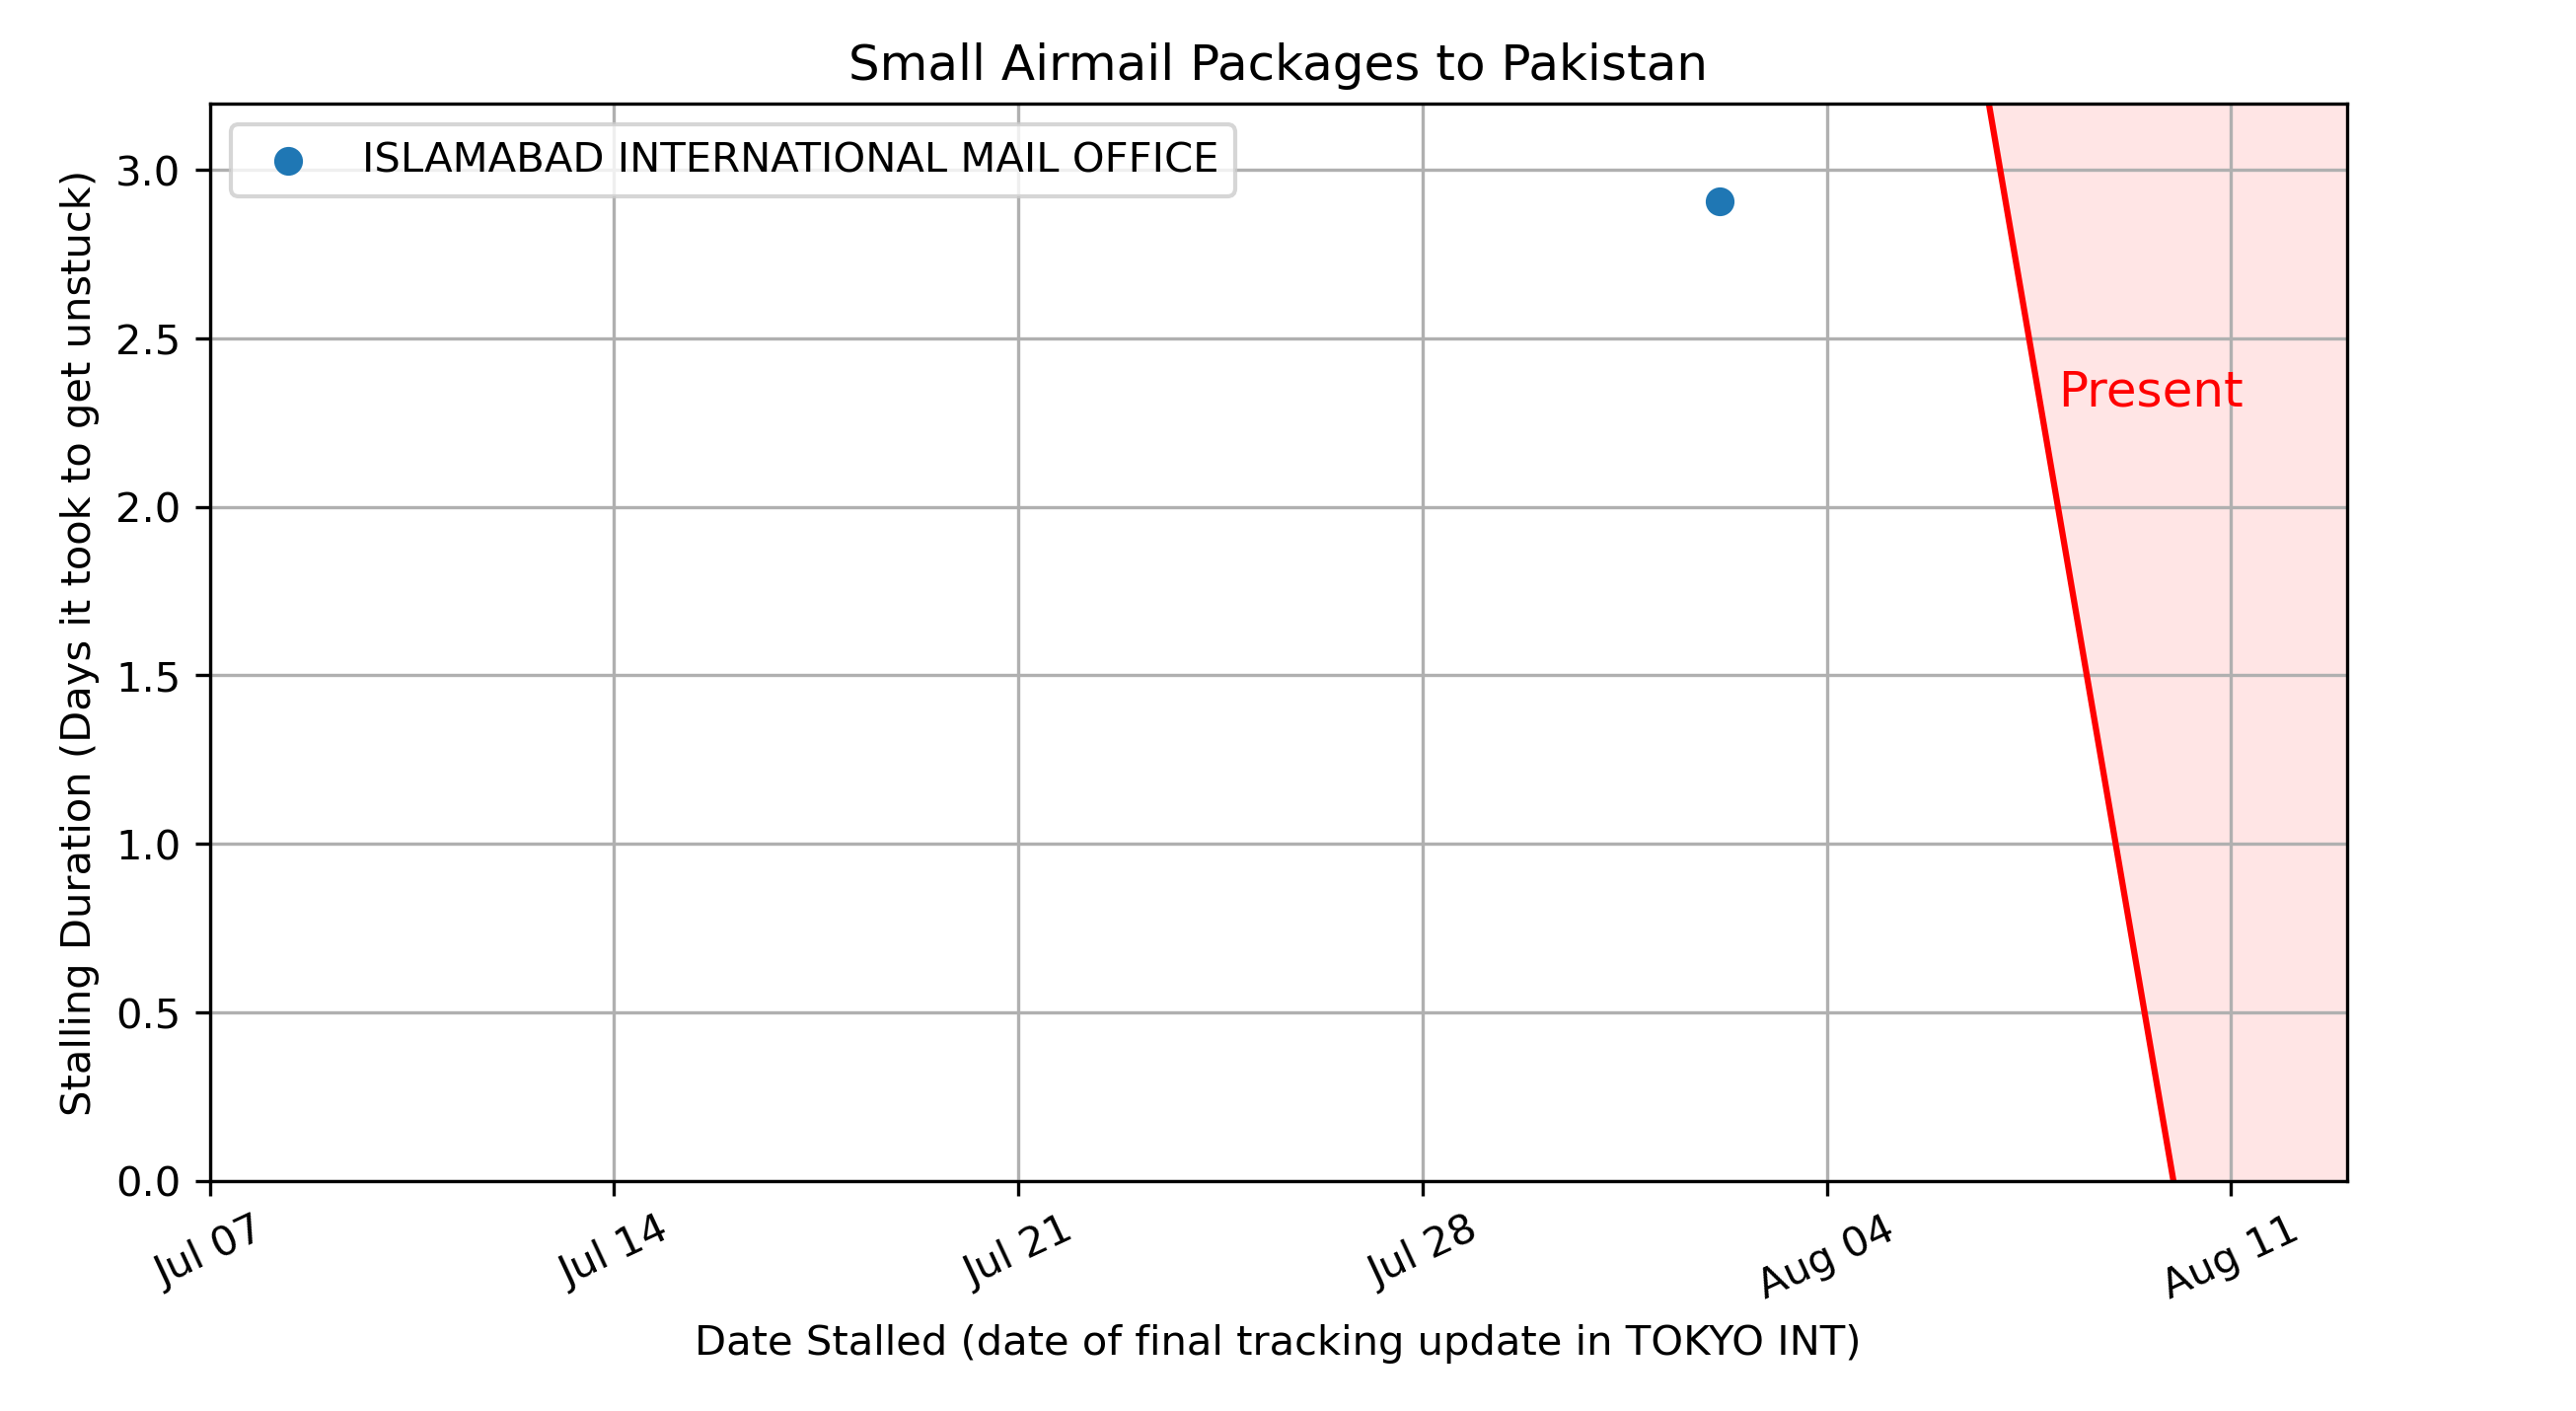 Small Airmail Packages to Pakistan
ISLAMABAD INTERNATIONAL MAIL OFFICE
Stalling Duration (Days it took to get unstuck)
3.0
2.5
2.0
1.5
1.0
0.5
0.0
Present
Jul 07
Jul 14
Jul 21
Jul 28
Aug 04
Aug 11
Date Stalled (date of final tracking update in TOKYO INT)